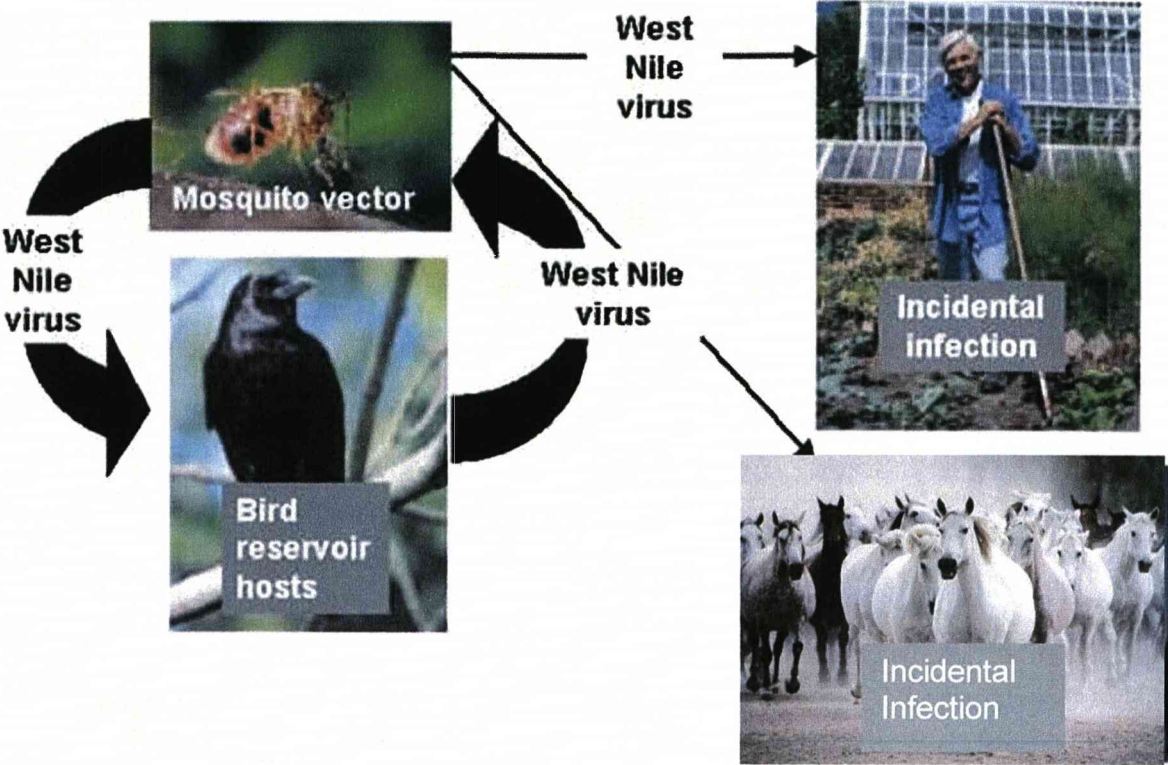 West
Nile
virus
Mosquito vector
West
Nile
virus
West Nile
virus
Incidental
infection
Bird
reservoir
hosts
Incidental
Infection